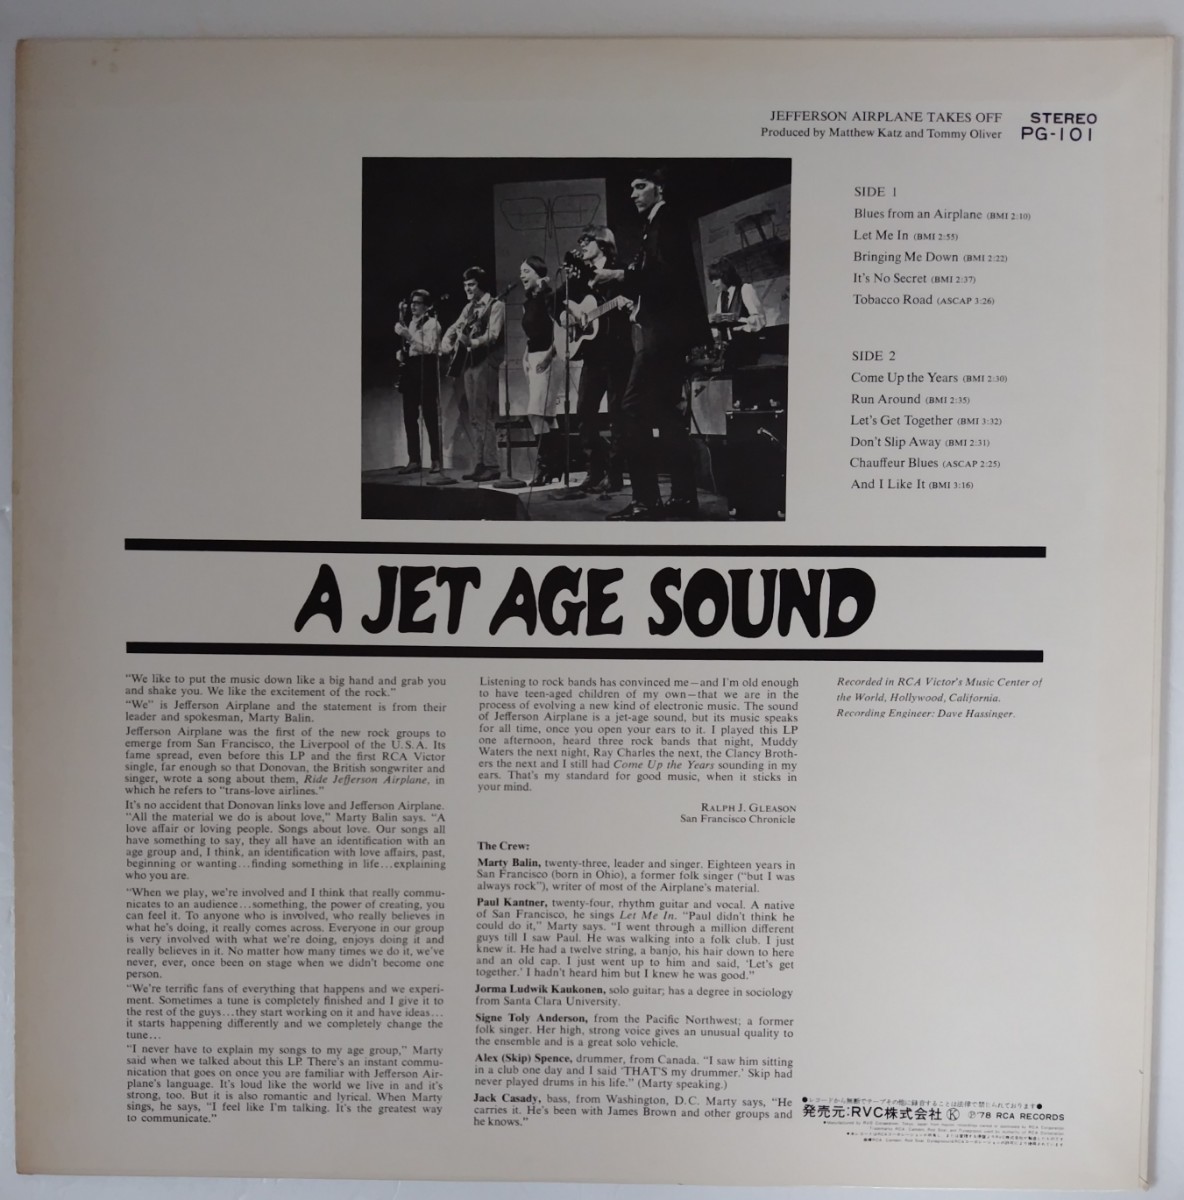 JEFFERSON AIRPLANE TAKES OFF
Produced by Matthew Katz and Tommy Oliver
STEREO
PG-101
SIDE 1
Blues from an Airplane (BMI 2:10)
Let Me In (BMI 2:55)
Bringing Me Down (BMI 2:22)
It's No Secret (BMI 2:37)
Tobacco Road (ASCAP 3:26)
SIDE 2
Come Up the Years (BMI 2:30)
Run Around (BMI 2:35)
Let's Get Together (BMI 3:32)
Don't Slip Away (BMI 2:31)
Chauffeur Blues (ASCAP 2:25)
And I Like It (BMI 3:16)
A JET AGE SOUND
"We like to put the music down like a big hand and grab you
and shake you. We like the excitement of the rock."
"We" is Jefferson Airplane and the statement is from their
leader and spokesman, Marty Balin.
Jefferson Airplane was the first of the new rock groups to
emerge from San Francisco, the Liverpool of the U.S.A. Its
fame spread, even before this LP and the first RCA Victor
single, far enough so that Donovan, the British songwriter and
singer, wrote a song about them, Ride Jefferson Airplane, in
which he refers to "trans-love airlines."
It's no accident that Donovan links love and Jefferson Airplane.
"All the material we do is about love," Marty Balin says. "A
love affair or loving people. Songs about love. Our songs all
have something to say, they all have an identification with an
age group and, I think, an identification with love affairs, past,
beginning or wanting...finding something in life...explaining
who you are.
"When we play, we're involved and I think that really commu-
nicates to an audience...something, the power of creating, you
can feel it. To anyone who is involved, who really believes in
what he's doing, it really comes across. Everyone in our group
is very involved with what we're doing, enjoys doing it and
really believes in it. No matter how many times we do it, we've
never, ever, once been on stage when we didn't become one
person.
"We're terrific fans of everything that happens and we experi-
ment. Sometimes a tune is completely finished and I give it to
the rest of the guys...they start working on it and have ideas...
it starts happening differently and we completely change the
tune...
"I never have to explain my songs to my age group," Marty
said when we talked about this LP. There's an instant commu-
nication that goes on once you are familiar with Jefferson Air-
plane's language. It's loud like the world we live in and it's
strong, too. But it is also romantic and lyrical. When Marty
sings, he says, "I feel like I'm talking. It's the greatest way
to communicate."
Listening to rock bands has convinced me—and I'm old enough
to have teen-aged children of my own—that we are in the
process of evolving a new kind of electronic music. The sound
of Jefferson Airplane is a jet-age sound, but its music speaks
for all time, once you open your ears to it. I played this LP
one afternoon, heard three rock bands that night, Muddy
Waters the next night, Ray Charles the next, the Clancy Broth-
ers the next and I still had Come Up the Years sounding in my
ears. That's my standard for good music, when it sticks in
your mind.
RALPH J. GLEASON
San Francisco Chronicle
The Crew:
Marty Balin, twenty-three, leader and singer. Eighteen years in
San Francisco (born in Ohio), a former folk singer ("but I was
always rock"), writer of most of the Airplane's material.
Paul Kantner, twenty-four, rhythm guitar and vocal. A native
of San Francisco, he sings Let Me In. "Paul didn't think he
could do it," Marty says. "I went through a million different
guys till I saw Paul. He was walking into a folk club. I just
knew it. He had a twelve string, a banjo, his hair down to here
and an old cap. I just went up to him and said, 'Let's get
together.' I hadn't heard him but I knew he was good."
Jorma Ludwik Kaukonen, solo guitar; has a degree in sociology
from Santa Clara University.
Signe Toly Anderson, from the Pacific Northwest; a former
folk singer. Her high, strong voice gives an unusual quality to
the ensemble and is a great solo vehicle.
Alex (Skip) Spence, drummer, from Canada. "I saw him sitting
in a club one day and I said 'THAT'S my drummer.' Skip had
never played drums in his life." (Marty speaking.)
Jack Casady, bass, from Washington, D.C. Marty says, "He
carries it. He's been with James Brown and other groups and
he knows."
Recorded in RCA Victor's Music Center of
the World, Hollywood, California.
Recording Engineer: Dave Hassinger.
●レコードから無断でテープその他に録音することは法律で禁じられております●
発売元:RVC株式会社 Ⓚ ℗'78 RCA RECORDS